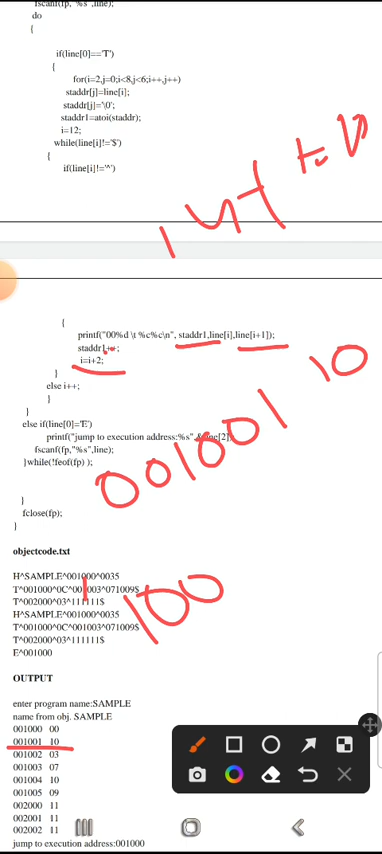 fscanf(fp,"%s",line);
do
{
if(line[0]=='T')
{
for(i=2,j=0;i<8,j<6;i++,j++)
staddr[j]=line[i];
staddr[j]='\0';
staddr1=atoi(staddr);
i=12;
while(line[i]!='$')
{
if(line[i]!='^')
{
printf("00%d \t %c%c\n", staddr1,line[i],line[i+1]);
staddr1++;
i=i+2;
}
else i++;
}
}
else if(line[0]='E')
printf("jump to execution address:%s",&line[2]);
fscanf(fp,"%s",line);
}while(!feof(fp) );
001001 10
}
fclose(fp);
}
100
objectcode.txt
H^SAMPLE^001000^0035
T^001000^0C^001003^071009$
T^002000^03^111111$
H^SAMPLE^001000^0035
T^001000^0C^001003^071009$
T^002000^03^111111$
E^001000
OUTPUT
enter program name:SAMPLE
name from obj. SAMPLE
001000 00
001001 10
001002 03
001003 07
001004 10
001005 09
002000 11
002001 11
002002 11
jump to execution address:001000